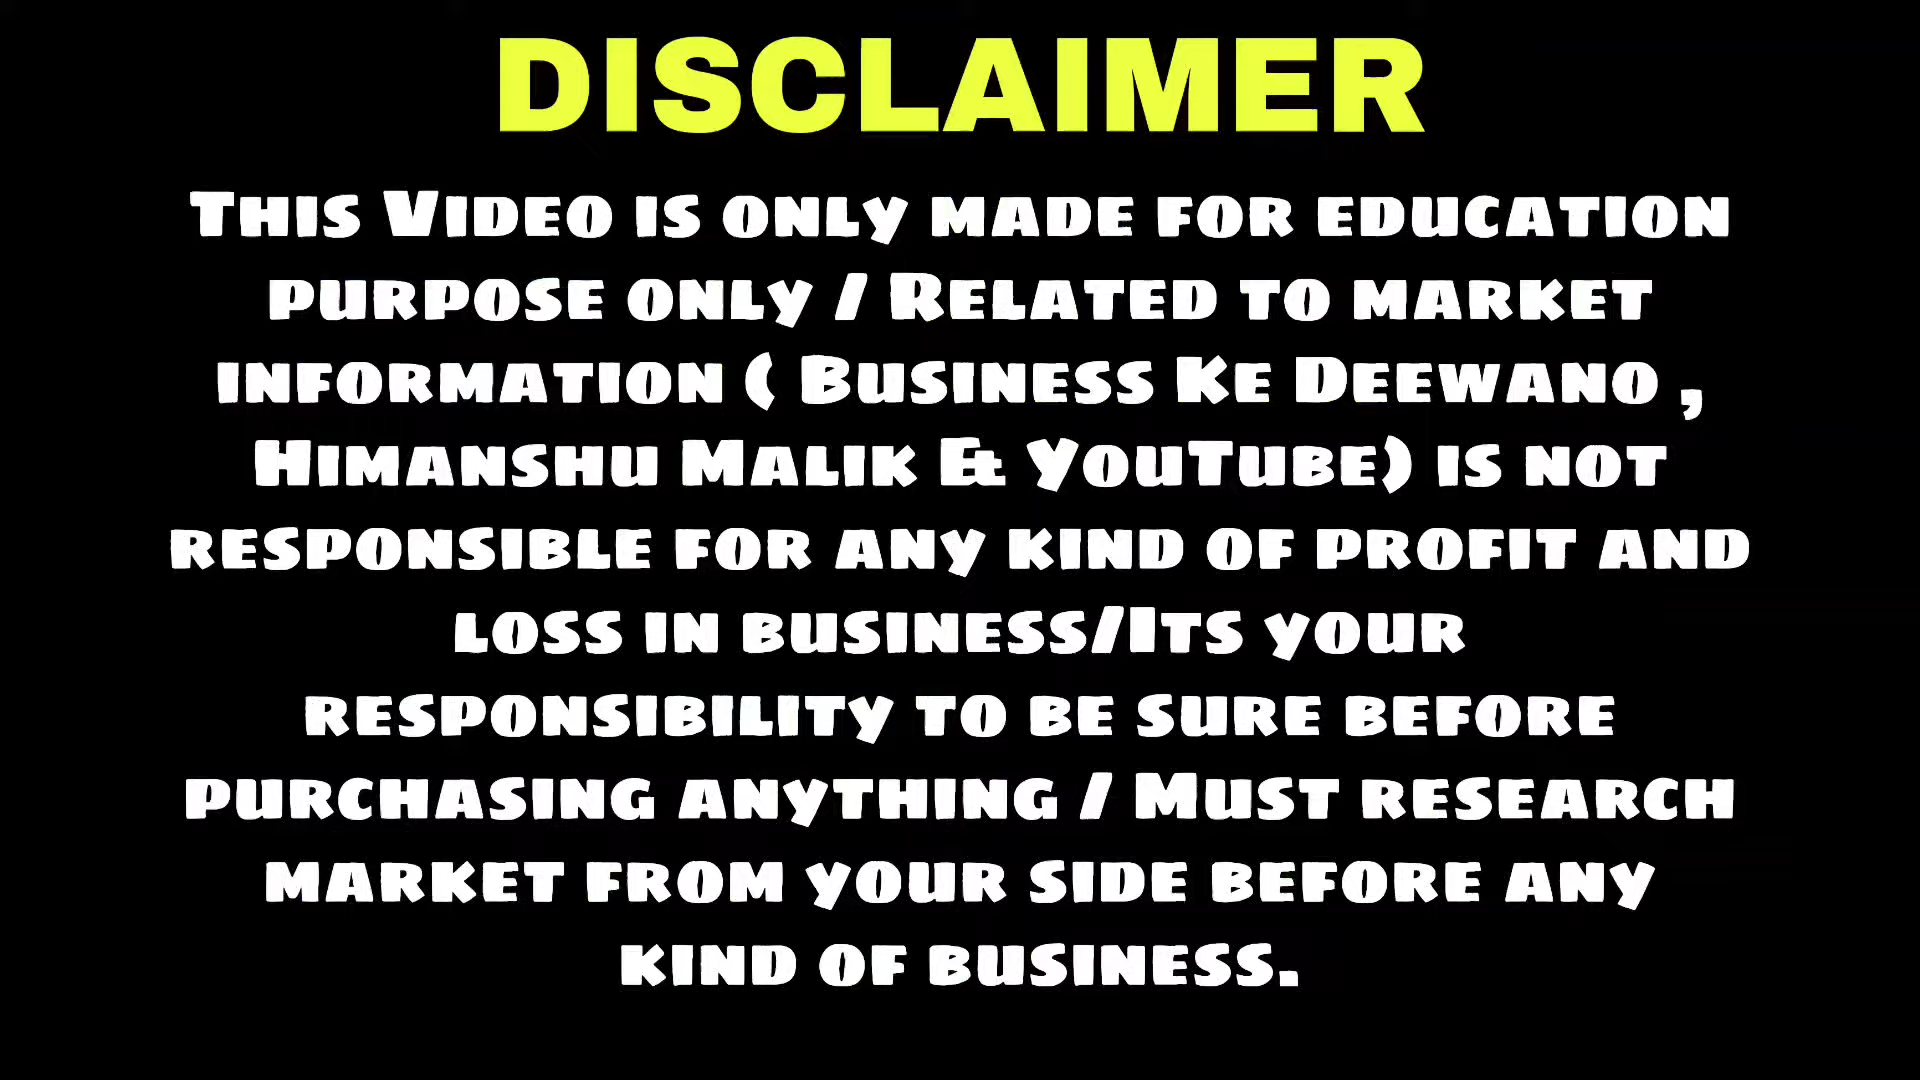 DISCLAIMER
This Video is only made for education
purpose only / Related to market
information ( Business Ke Deewano ,
Himanshu Malik & YouTube) is not
responsible for any kind of profit and
loss in business/Its your
responsibility to be sure before
purchasing anything / Must research
market from your side before any
kind of business.